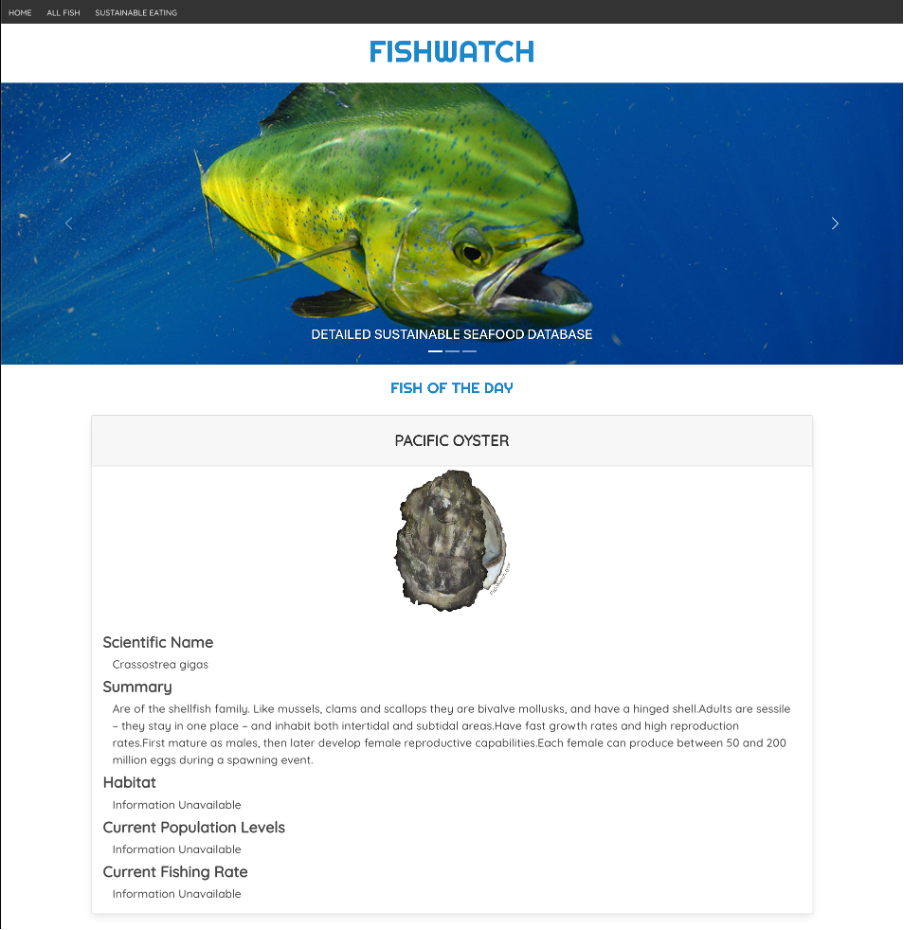 HOME ALL FISH SUSTAINABLE EATING
FISHWATCH
DETAILED SUSTAINABLE SEAFOOD DATABASE
FISH OF THE DAY
PACIFIC OYSTER
Scientific Name
Crassostrea gigas
Summary
Are of the shellfish family. Like mussels, clams and scallops they are bivalve mollusks, and have a hinged shell.Adults are sessile
– they stay in one place – and inhabit both intertidal and subtidal areas.Have fast growth rates and high reproduction
rates.First mature as males, then later develop female reproductive capabilities.Each female can produce between 50 and 200
million eggs during a spawning event.
Habitat
Information Unavailable
Current Population Levels
Information Unavailable
Current Fishing Rate
Information Unavailable